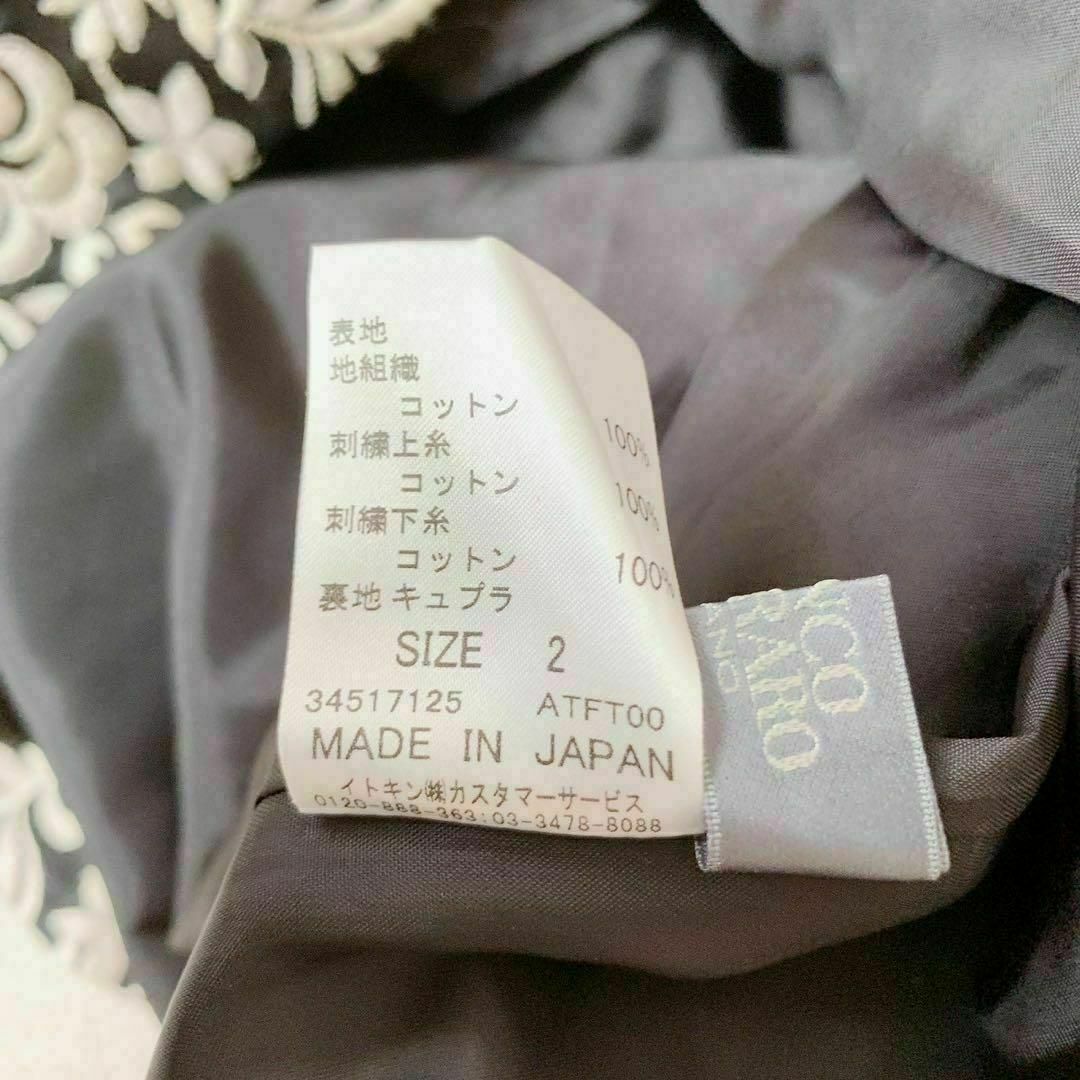 表地
地組織
コットン 100%
刺繍上糸
コットン 100%
刺繍下糸
コットン 100%
裏地 キュプラ
SIZE 2
34517125 ATFT00
MADE IN JAPAN
イトキン㈱カスタマーサービス
0120-888-363:03-3478-8088